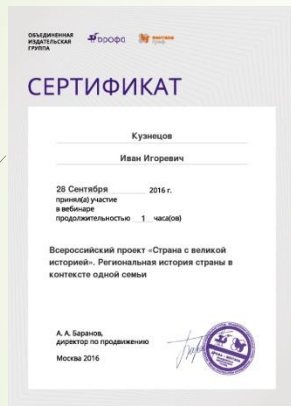 ОБЪЕДИНЕННАЯ
ИЗДАТЕЛЬСКАЯ
ГРУППА
дрофа
вентана
граф
СЕРТИФИКАТ
Кузнецов
Иван Игоревич
28 Сентября 2016 г.
принял(а) участие
в вебинаре
продолжительностью 1 часа(ов)
Всероссийский проект «Страна с великой
историей». Региональная история страны в
контексте одной семьи
А. А. Баранов,
директор по продвижению
Москва 2016